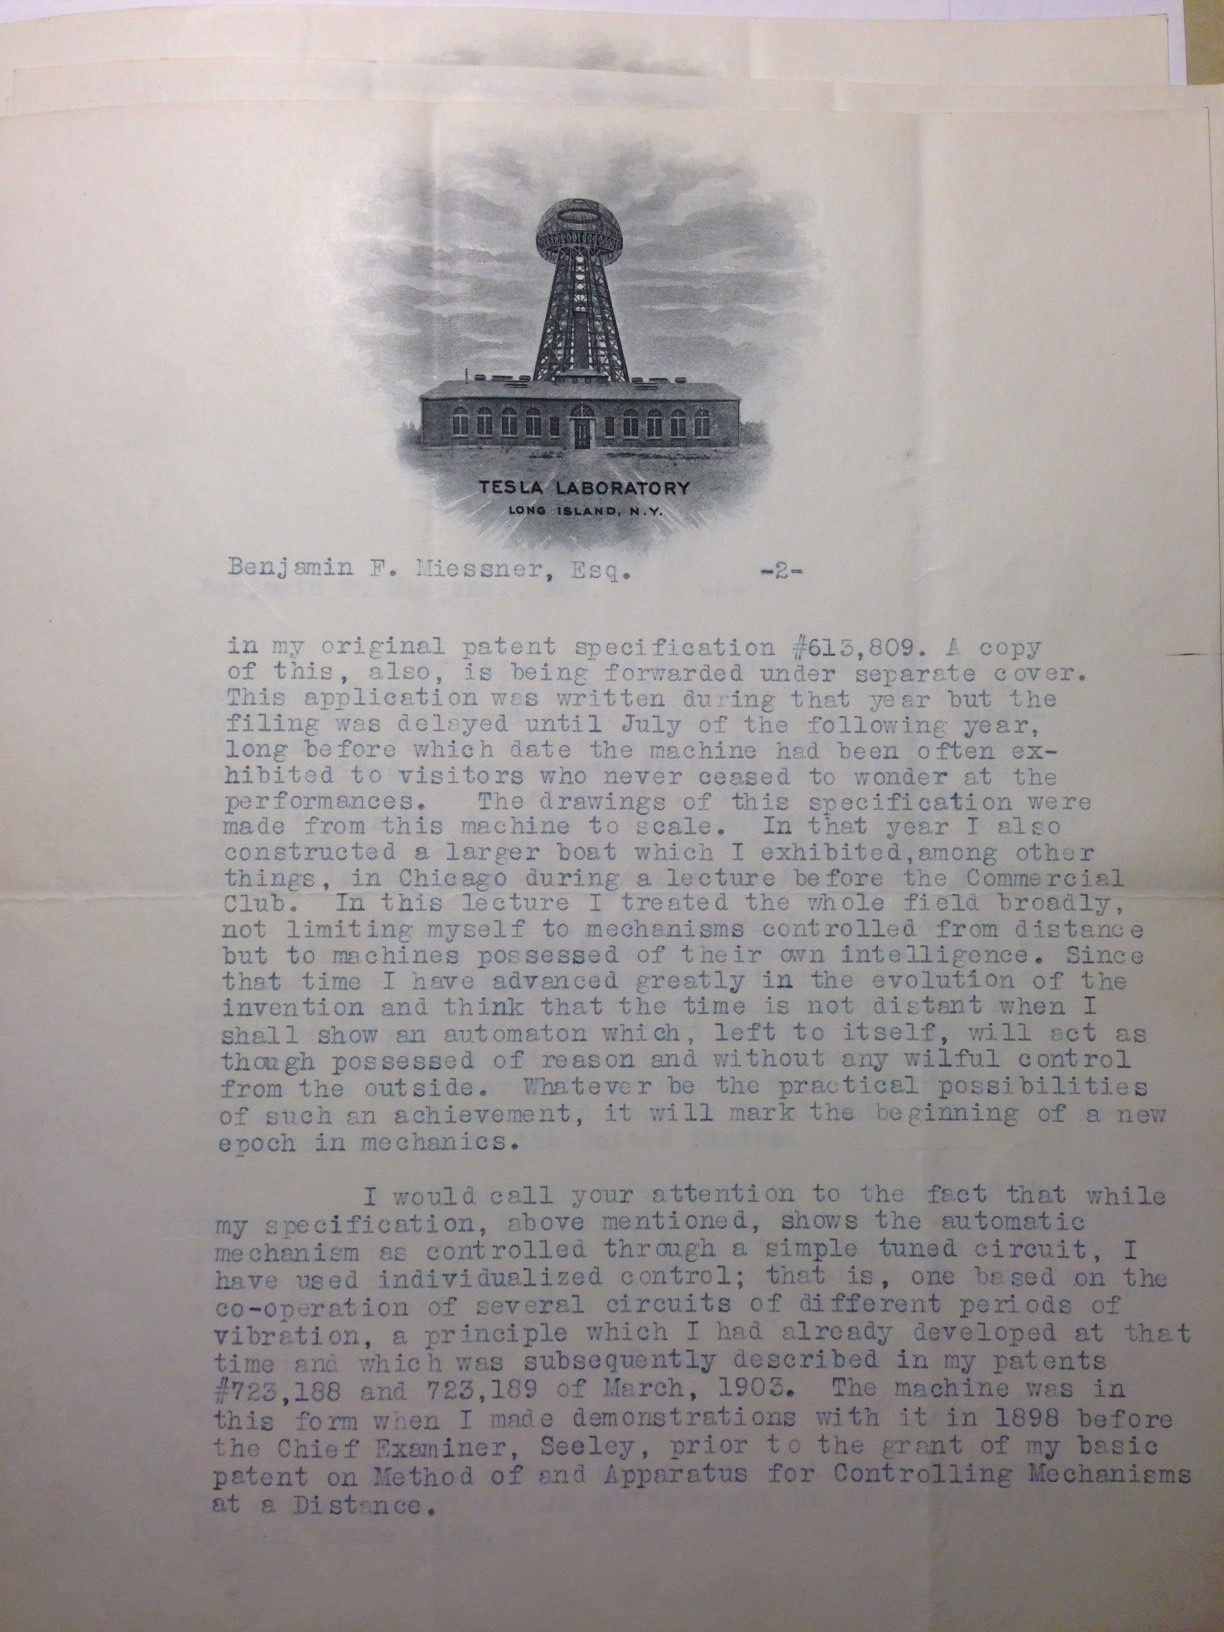 TESLA LABORATORY
LONG ISLAND, N.Y.
Benjamin F. Miessner, Esq. -2-
in my original patent specification #613,809. A copy
of this, also, is being forwarded under separate cover.
This application was written during that year but the
filing was delayed until July of the following year,
long before which date the machine had been often ex-
hibited to visitors who never ceased to wonder at the
performances. The drawings of this specification were
made from this machine to scale. In that year I also
constructed a larger boat which I exhibited,among other
things, in Chicago during a lecture before the Commercial
Club. In this lecture I treated the whole field broadly,
not limiting myself to mechanisms controlled from distance
but to machines possessed of their own intelligence. Since
that time I have advanced greatly in the evolution of the
invention and think that the time is not distant when I
shall show an automaton which, left to itself, will act as
though possessed of reason and without any wilful control
from the outside. Whatever be the practical possibilities
of such an achievement, it will mark the beginning of a new
epoch in mechanics.
I would call your attention to the fact that while
my specification, above mentioned, shows the automatic
mechanism as controlled through a simple tuned circuit, I
have used individualized control; that is, one based on the
co-operation of several circuits of different periods of
vibration, a principle which I had already developed at that
time and which was subsequently described in my patents
#723,188 and 723,189 of March, 1903. The machine was in
this form when I made demonstrations with it in 1898 before
the Chief Examiner, Seeley, prior to the grant of my basic
patent on Method of and Apparatus for Controlling Mechanisms
at a Distance.